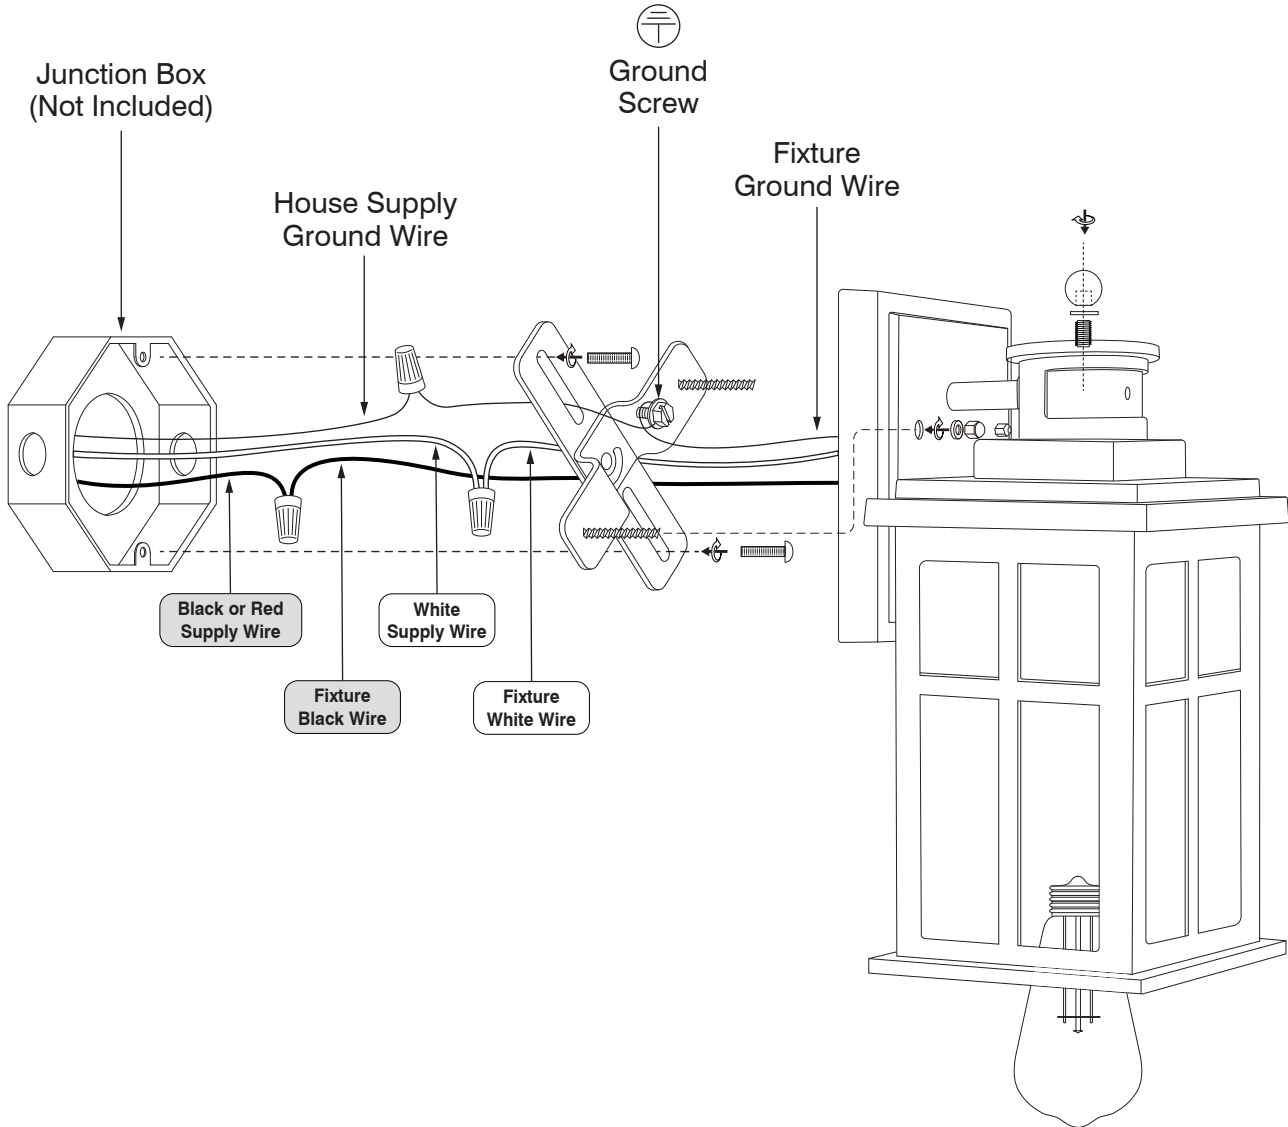 Ground
Screw
Junction Box
(Not Included)
Fixture
Ground Wire
House Supply
Ground Wire
Black or Red
Supply Wire
White
Supply Wire
Fixture
Black Wire
Fixture
White Wire